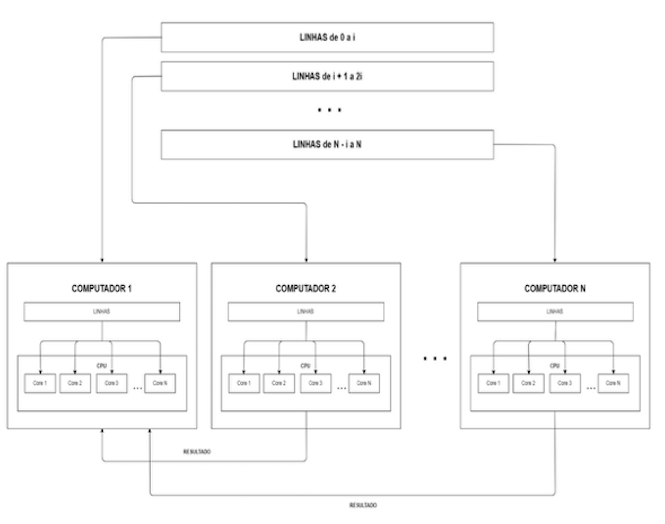 LINHAS de 0 a i
LINHAS de i + 1 a 2i
...
LINHAS de N - i a N
COMPUTADOR 1
LINHAS
CPU
Core 1 Core 2 Core 3 ... Core N
COMPUTADOR 2
LINHAS
CPU
Core 1 Core 2 Core 3 ... Core N
...
COMPUTADOR N
LINHAS
CPU
Core 1 Core 2 Core 3 ... Core N
RESULTADO
RESULTADO